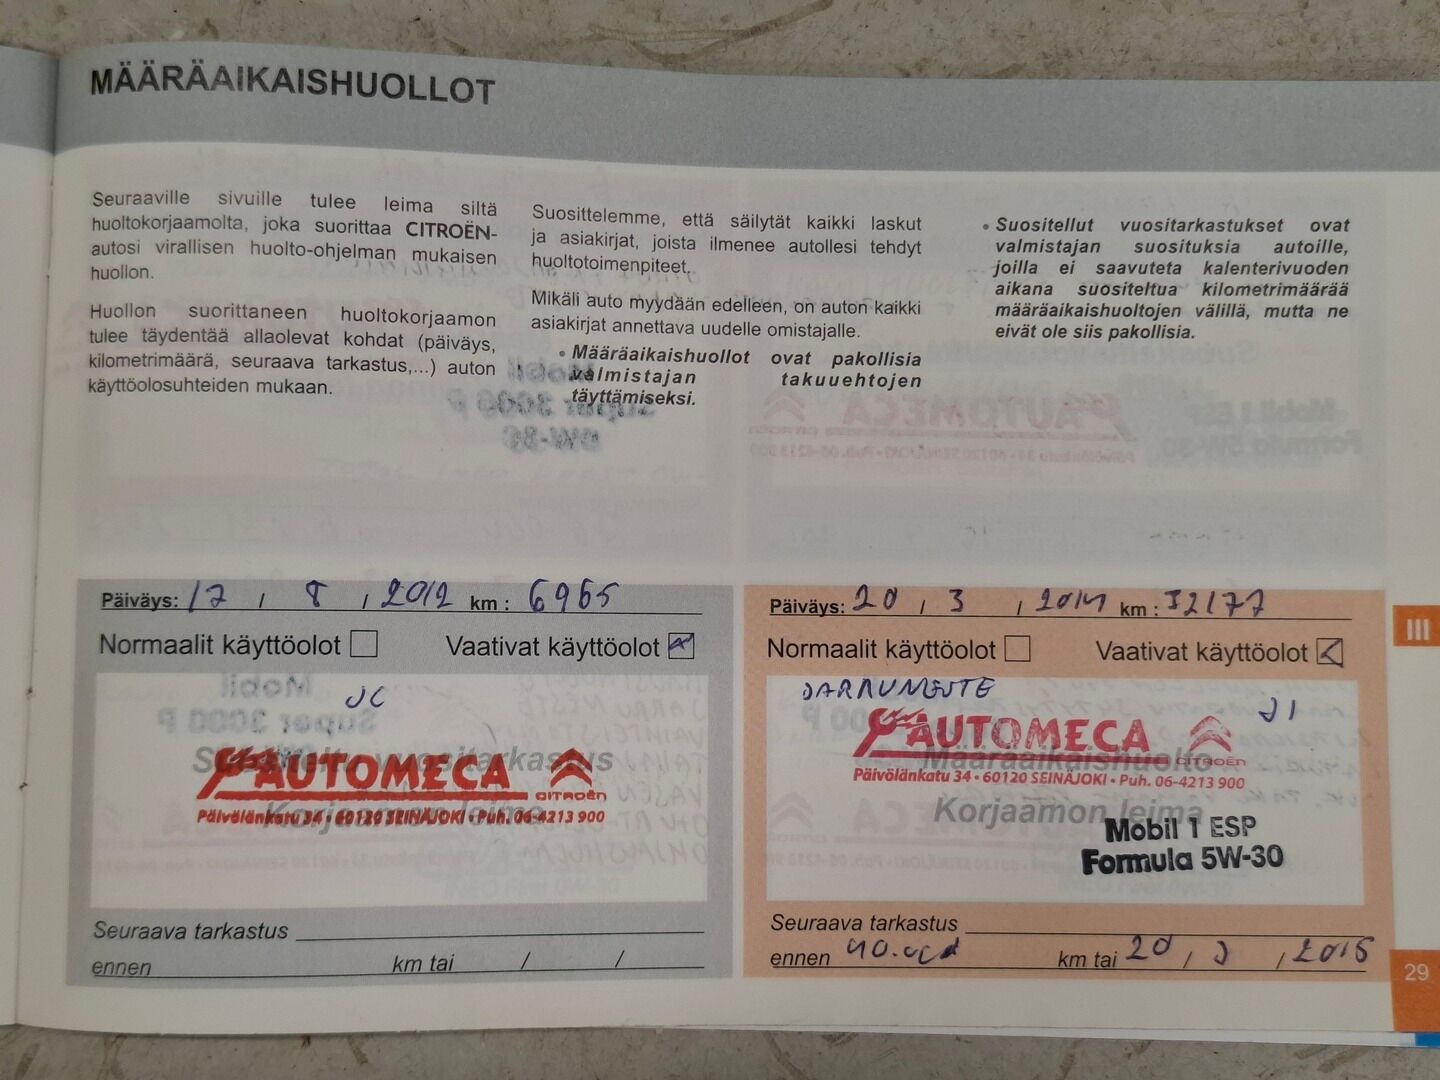 MÄÄRÄAIKAISHUOLLOT
Seuraaville sivuille tulee leima siltä
huoltokorjaamolta, joka suorittaa CITROËN-
autosi virallisen huolto-ohjelman mukaisen
huollon.
Huollon suorittaneen huoltokorjaamon
tulee täydentää allaolevat kohdat (päiväys,
kilometrimäärä, seuraava tarkastus,...) auton
käyttöolosuhteiden mukaan.
Suosittelemme, että säilytät kaikki laskut
ja asiakirjat, joista ilmenee autollesi tehdyt
huoltotoimenpiteet.
Mikäli auto myydään edelleen, on auton kaikki
asiakirjat annettava uudelle omistajalle.
• Määräaikaishuollot ovat pakollisia
valmistajan takuuehtojen
täyttämiseksi.
• Suositellut vuositarkastukset ovat
valmistajan suosituksia autoille,
joilla ei saavuteta kalenterivuoden
aikana suositeltua kilometrimäärää
määräaikaishuoltojen välillä, mutta ne
eivät ole siis pakollisia.
Päiväys: 17 / 8 / 2012 km : 6965
Normaalit käyttöolot Vaativat käyttöolot
Suositeltu vuositarkastus
AUTOMECA
CITROËN
Päivölänkatu 34 • 60120 SEINÄJOKI • Puh. 06-4213 900
Korjaamon leima
Seuraava tarkastus
ennen km tai / /
Päiväys: 20 / 3 / 2014 km : 32177
Normaalit käyttöolot Vaativat käyttöolot
JARRUNESTE
AUTOMECA
Määräaikaishuolto
CITROËN
Päivölänkatu 34 • 60120 SEINÄJOKI • Puh. 06-4213 900
Korjaamon leima
Mobil 1 ESP
Formula 5W-30
Seuraava tarkastus
ennen km tai 20 / 3 / 2015
III
29